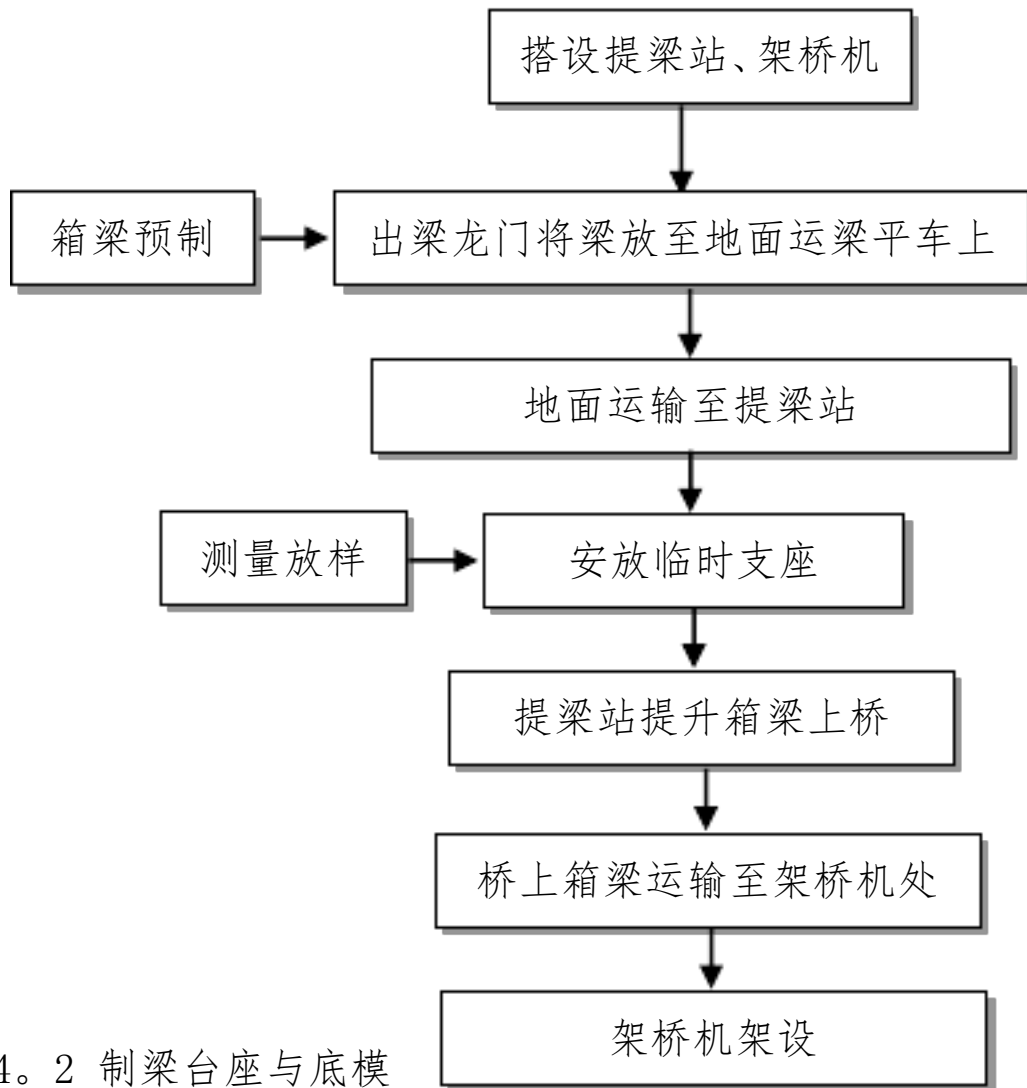 搭设提梁站、架桥机
箱梁预制
出梁龙门将梁放至地面运梁平车上
地面运输至提梁站
测量放样
安放临时支座
提梁站提升箱梁上桥
桥上箱梁运输至架桥机处
架桥机架设
4。2 制梁台座与底模